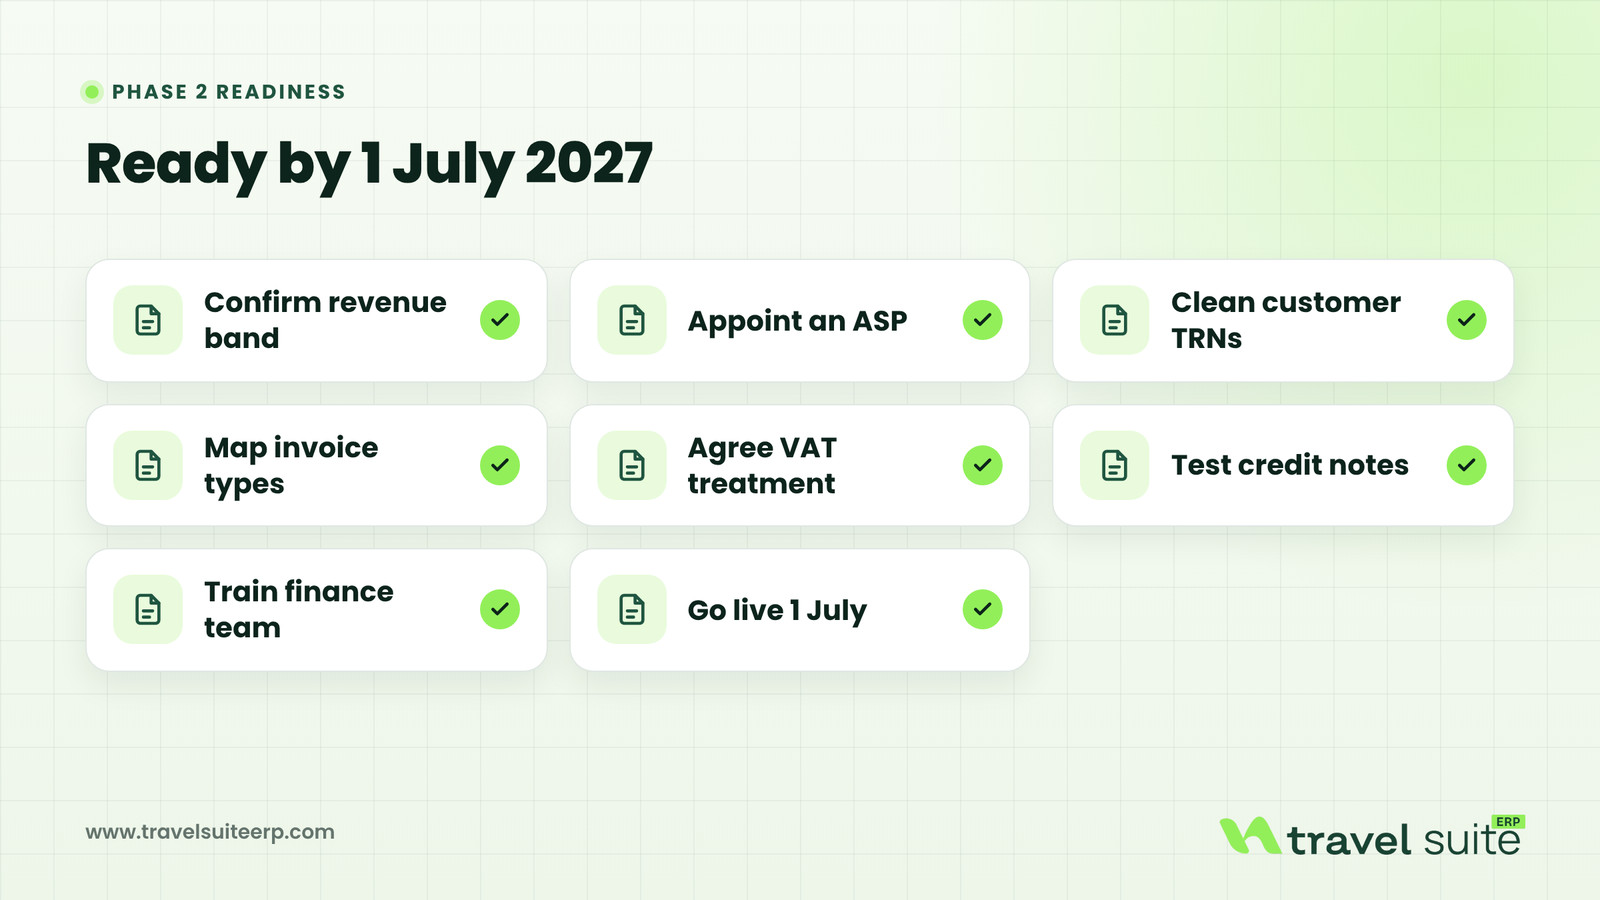 PHASE 2 READINESS
Ready by 1 July 2027
Confirm revenue
band
Appoint an ASP
Clean customer
TRNs
Map invoice
types
Agree VAT
treatment
Test credit notes
Train finance
team
Go live 1 July
www.travelsuiteerp.com
travel suite ERP